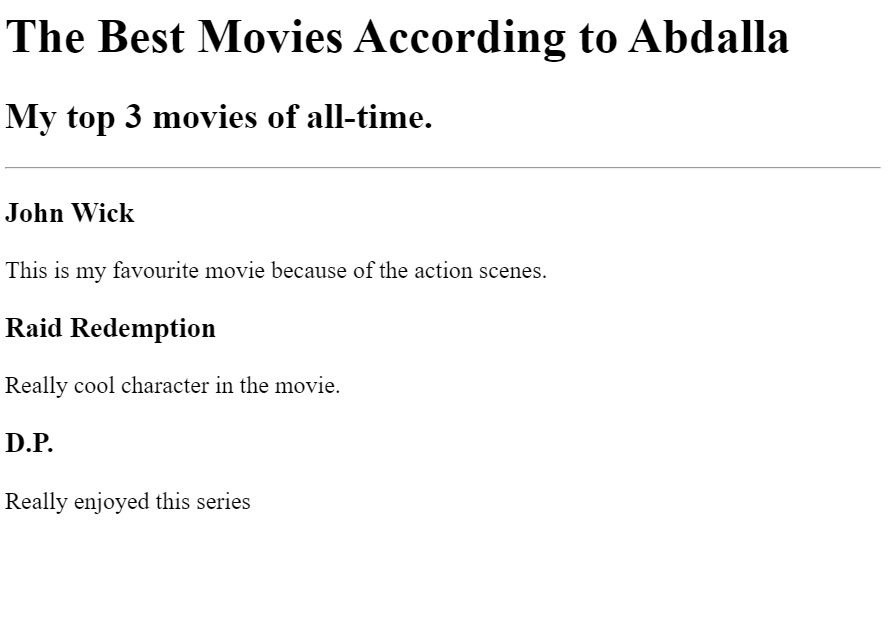 The Best Movies According to Abdalla
My top 3 movies of all-time.
John Wick
This is my favourite movie because of the action scenes.
Raid Redemption
Really cool character in the movie.
D.P.
Really enjoyed this series